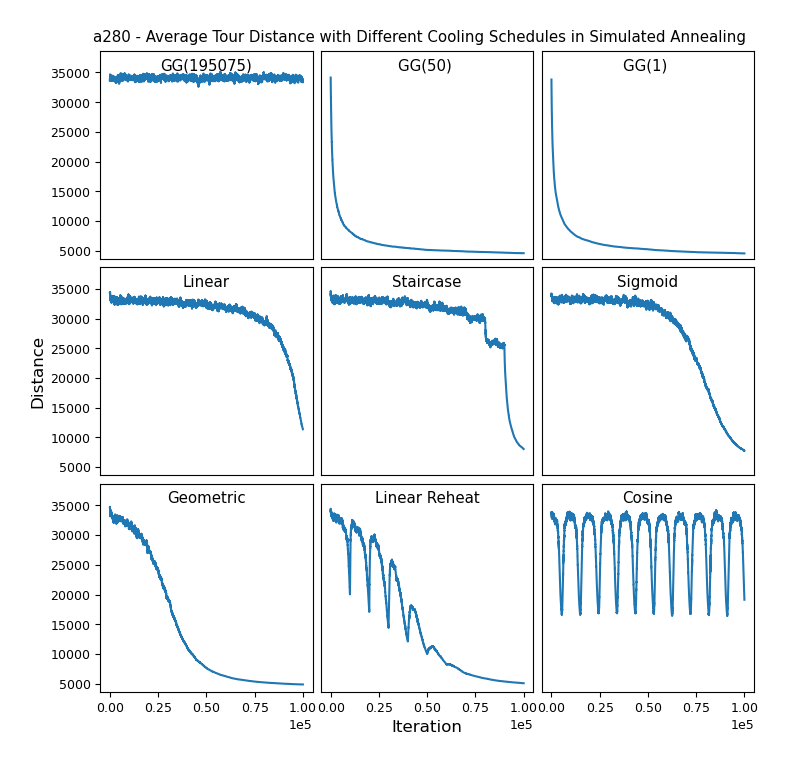 a280 - Average Tour Distance with Different Cooling Schedules in Simulated Annealing
GG(195075)
GG(50)
GG(1)
35000
30000
25000
20000
15000
10000
5000
Linear
Staircase
Sigmoid
35000
30000
25000
20000
15000
10000
5000
Distance
Geometric
Linear Reheat
Cosine
35000
30000
25000
20000
15000
10000
5000
0.00 0.25 0.50 0.75 1.00
1e5
0.00 0.25 0.50 0.75 1.00
1e5
0.00 0.25 0.50 0.75 1.00
1e5
Iteration